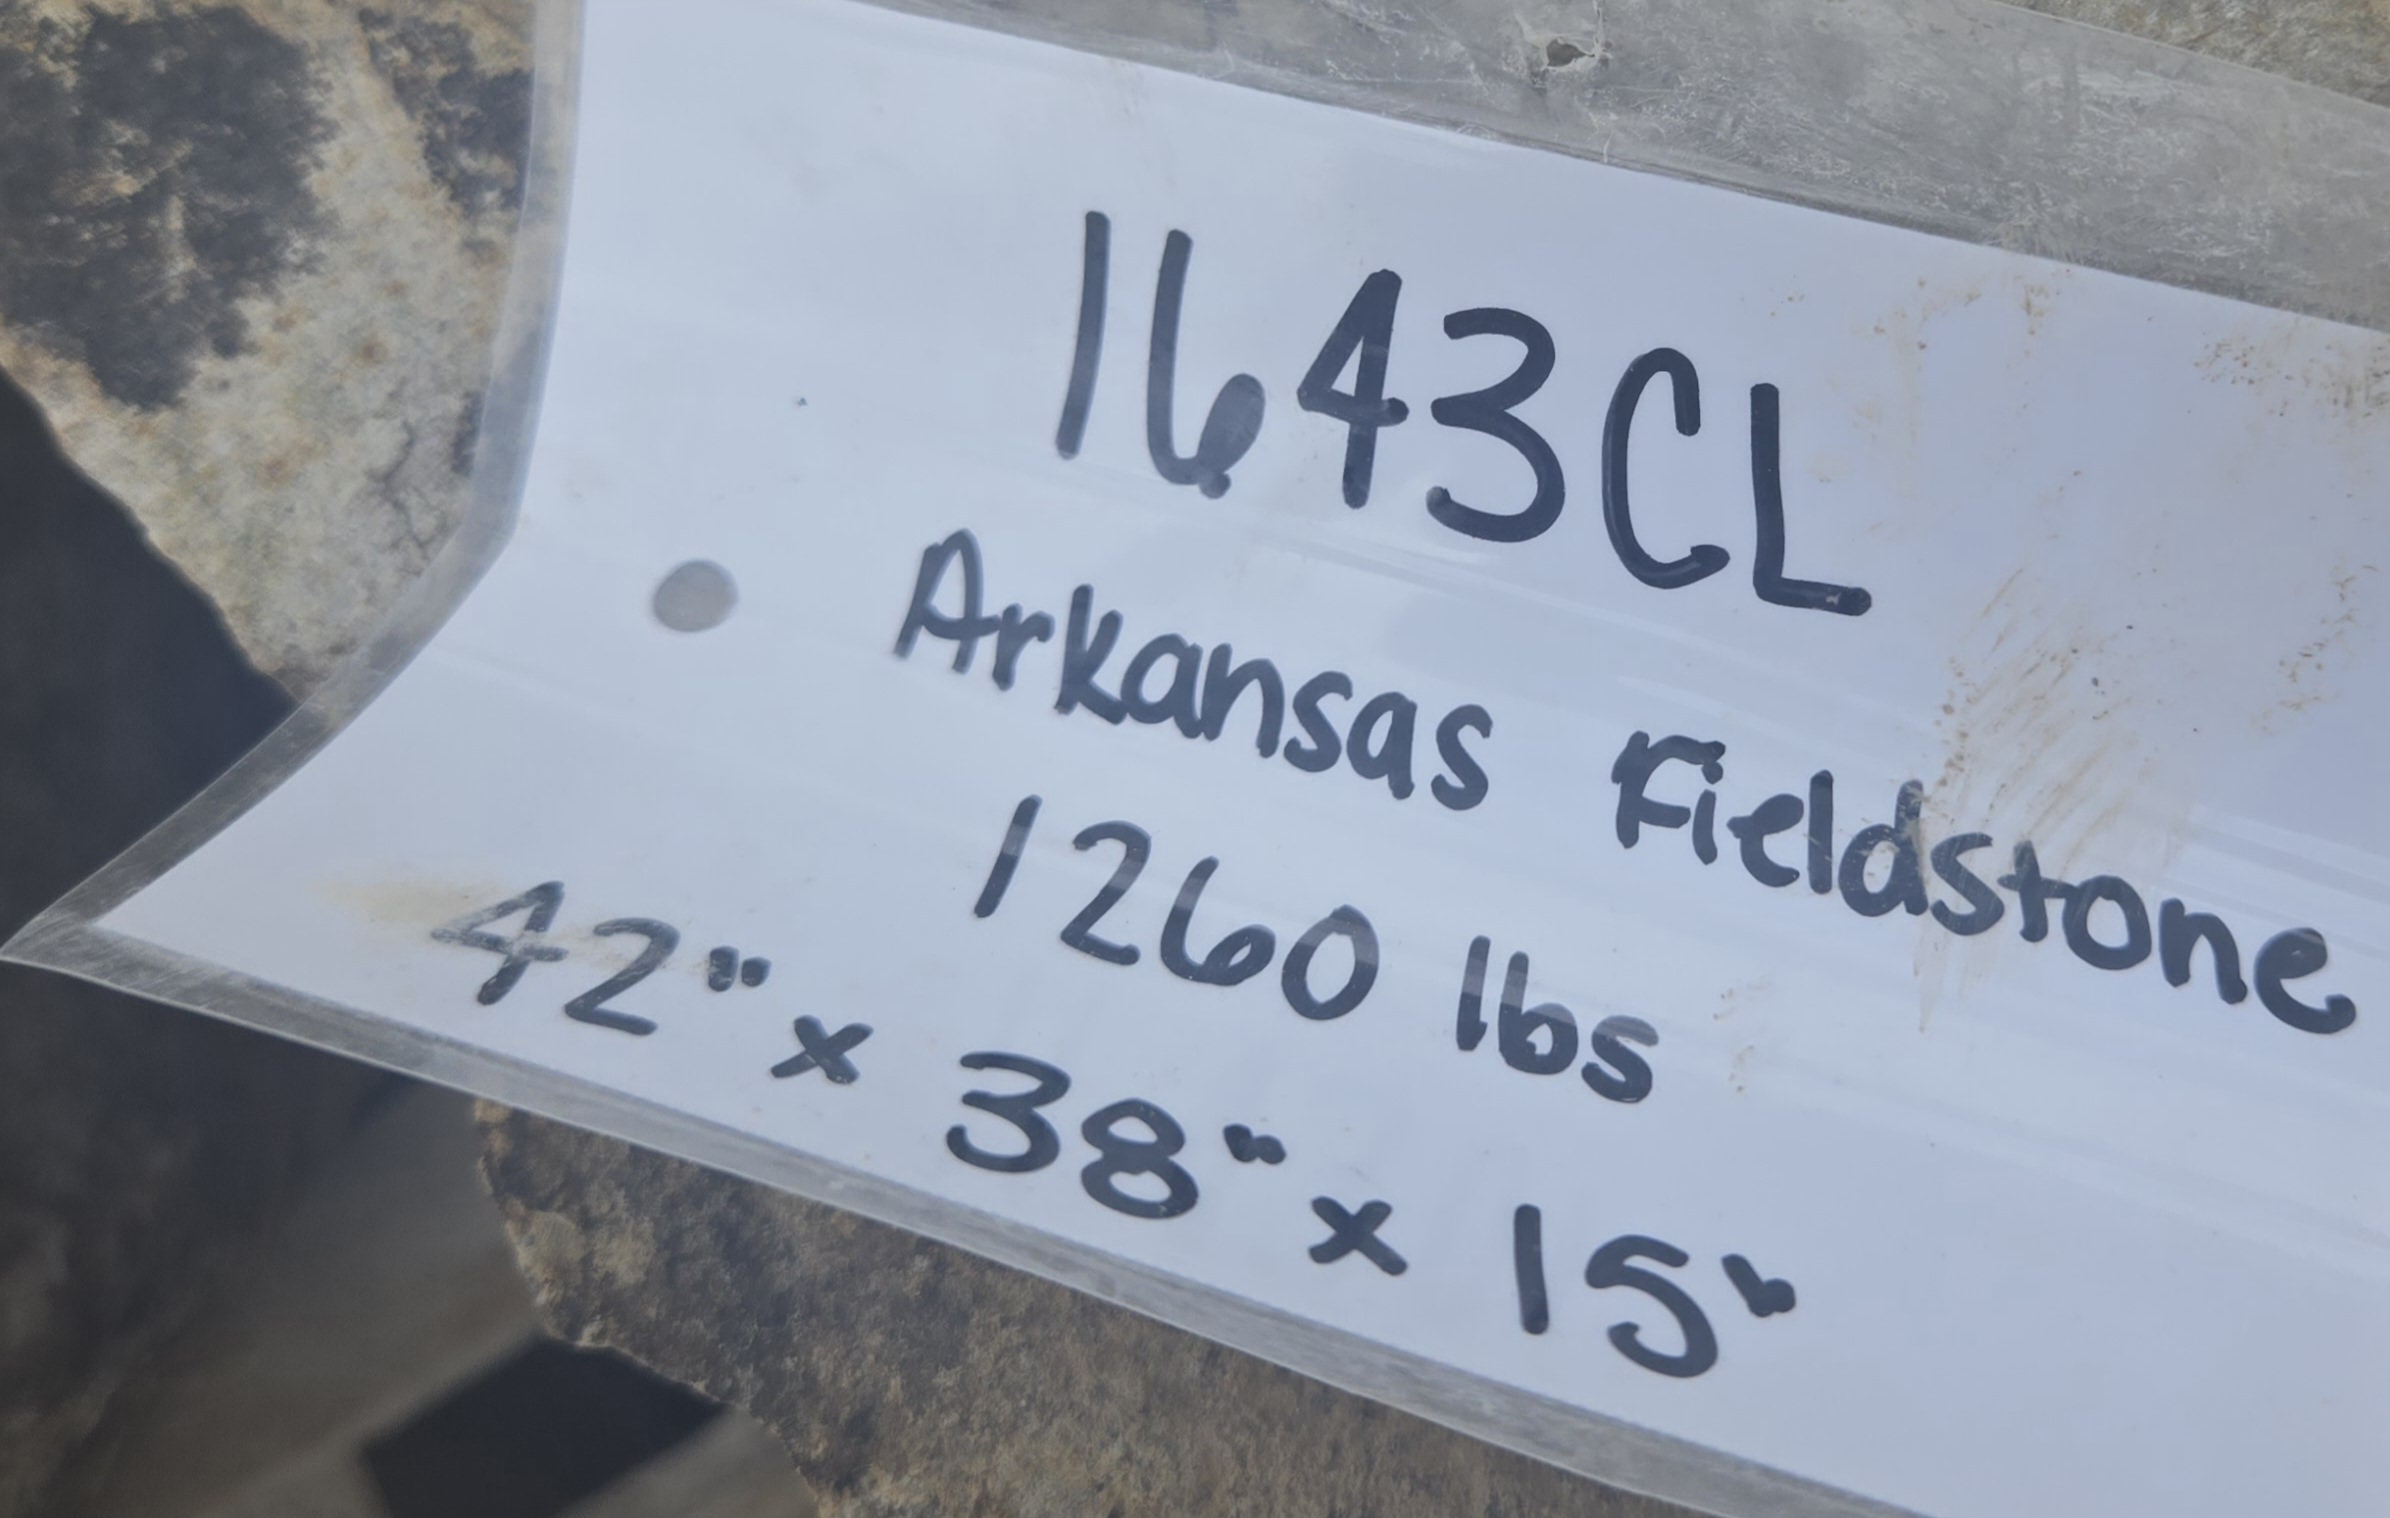 1643CL
Arkansas Fieldstone
1260 lbs
42" x 38" x 15"